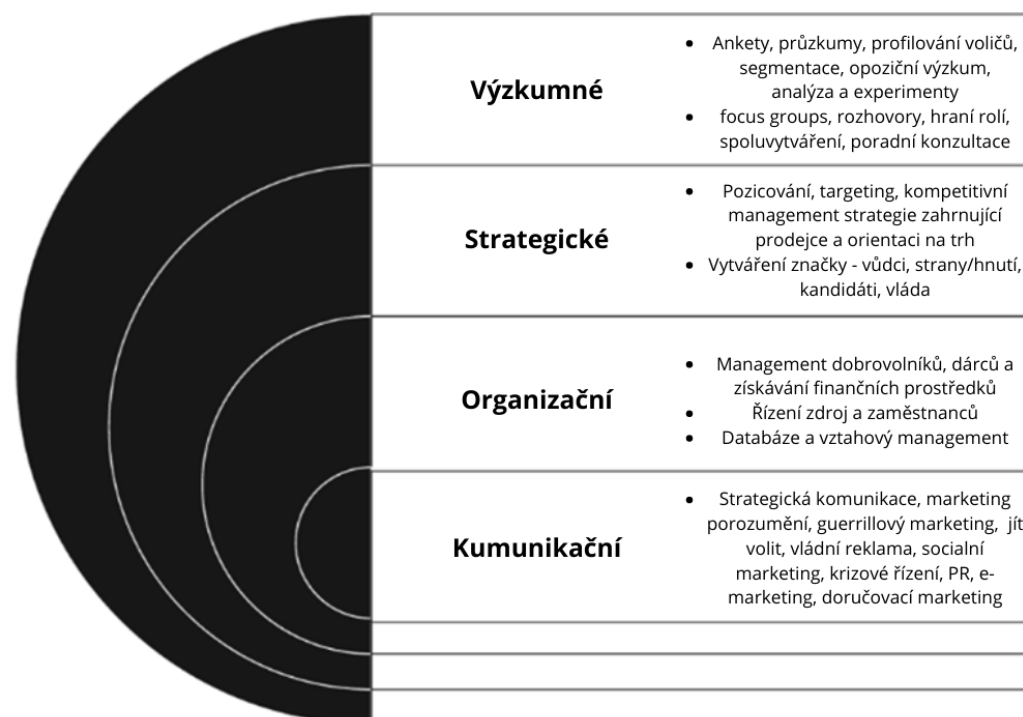 Výzkumné
• Ankety, průzkumy, profilování voličů,
segmentace, opoziční výzkum,
analýza a experimenty
• focus groups, rozhovory, hraní rolí,
spoluvytváření, poradní konzultace
Strategické
• Pozicování, targeting, kompetitivní
management strategie zahrnující
prodejce a orientaci na trh
• Vytváření značky - vůdci, strany/hnutí,
kandidáti, vláda
Organizační
• Management dobrovolníků, dárců a
získávání finančních prostředků
• Řízení zdroj a zaměstnanců
• Databáze a vztahový management
Kumunikační
• Strategická komunikace, marketing
porozumění, guerrillový marketing, jít
volit, vládní reklama, socialní
marketing, krizové řízení, PR, e-
marketing, doručovací marketing